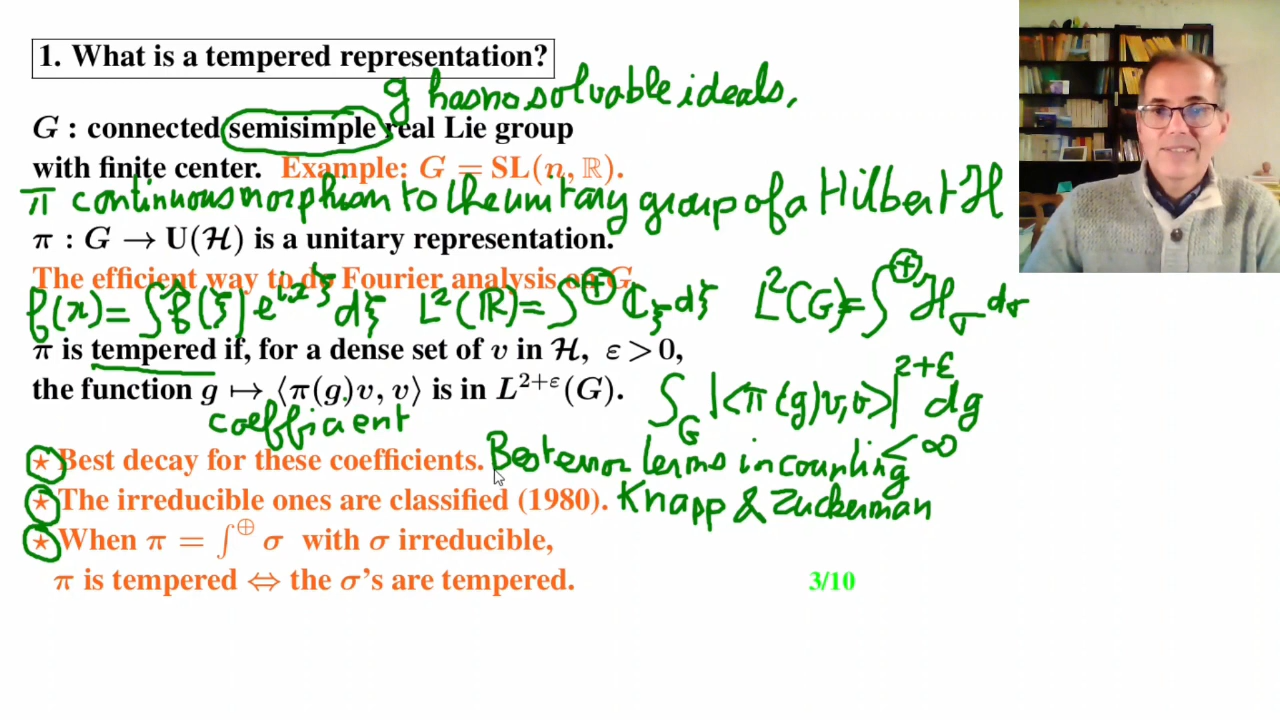 1. What is a tempered representation?
g has no solvable ideals,
G : connected semisimple real Lie group
with finite center. Example: G = SL(n, ℝ).
π continuous morphism to the unitary group of a Hilbert ℋ
π : G → U(ℋ) is a unitary representation.
The efficient way to do Fourier analysis on G.
f(x) = ∫ f(ξ) e^{ixξ} dξ L²(ℝ) = ∫^⊕ ℂ_ξ dξ L²(G) = ∫^⊕ ℋ_σ dσ
π is tempered if, for a dense set of v in ℋ, ε > 0,
the function g ↦ ⟨π(g)v, v⟩ is in L^{2+ε}(G). ∫_G |<π(g)v,v>|^{2+ε} dg < ∞
coefficient
⋆ Best decay for these coefficients. Best error terms in counting
⋆ The irreducible ones are classified (1980). Knapp & Zuckerman
⋆ When π = ∫^⊕ σ with σ irreducible,
π is tempered ⇔ the σ's are tempered.
3/10